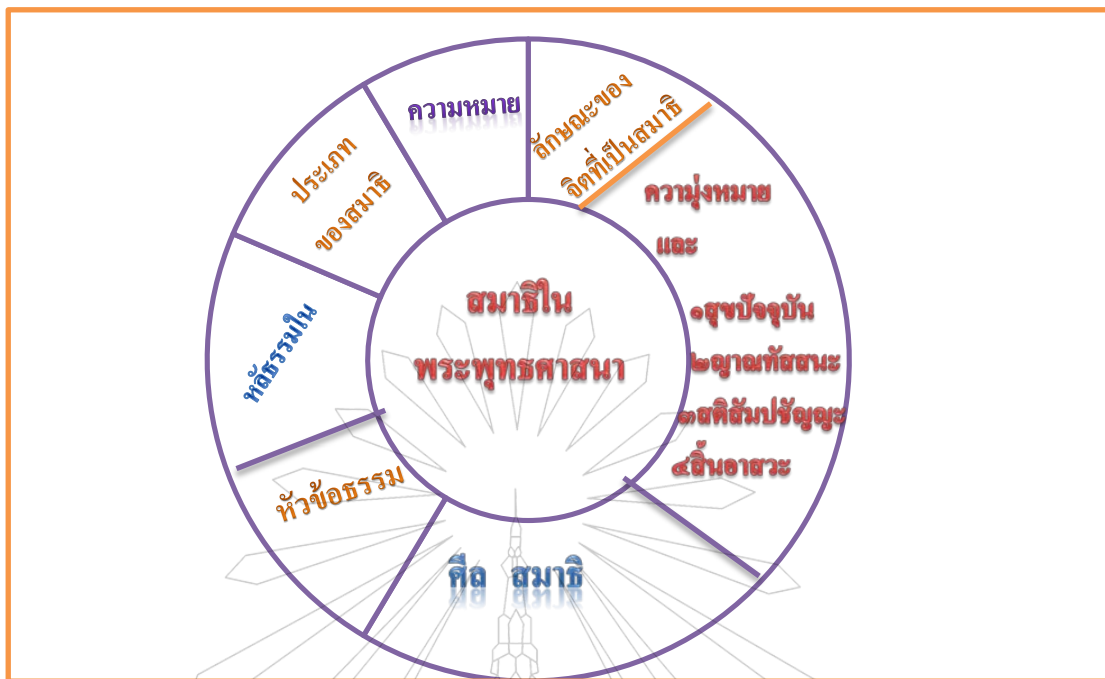 ความหมาย
ลักษณะของ
จิตที่เป็นสมาธิ
ประเภท
ของสมาธิ
ความุ่งหมาย
และ
๑สุขปัจจุบัน
๒ญาณทัสสนะ
๓สติสัมปชัญญะ
๔สิ้นอาสวะ
สมาธิใน
พระพุทธศาสนา
หลัธรรมใน
หัวข้อธรรม
ศีล สมาธิ